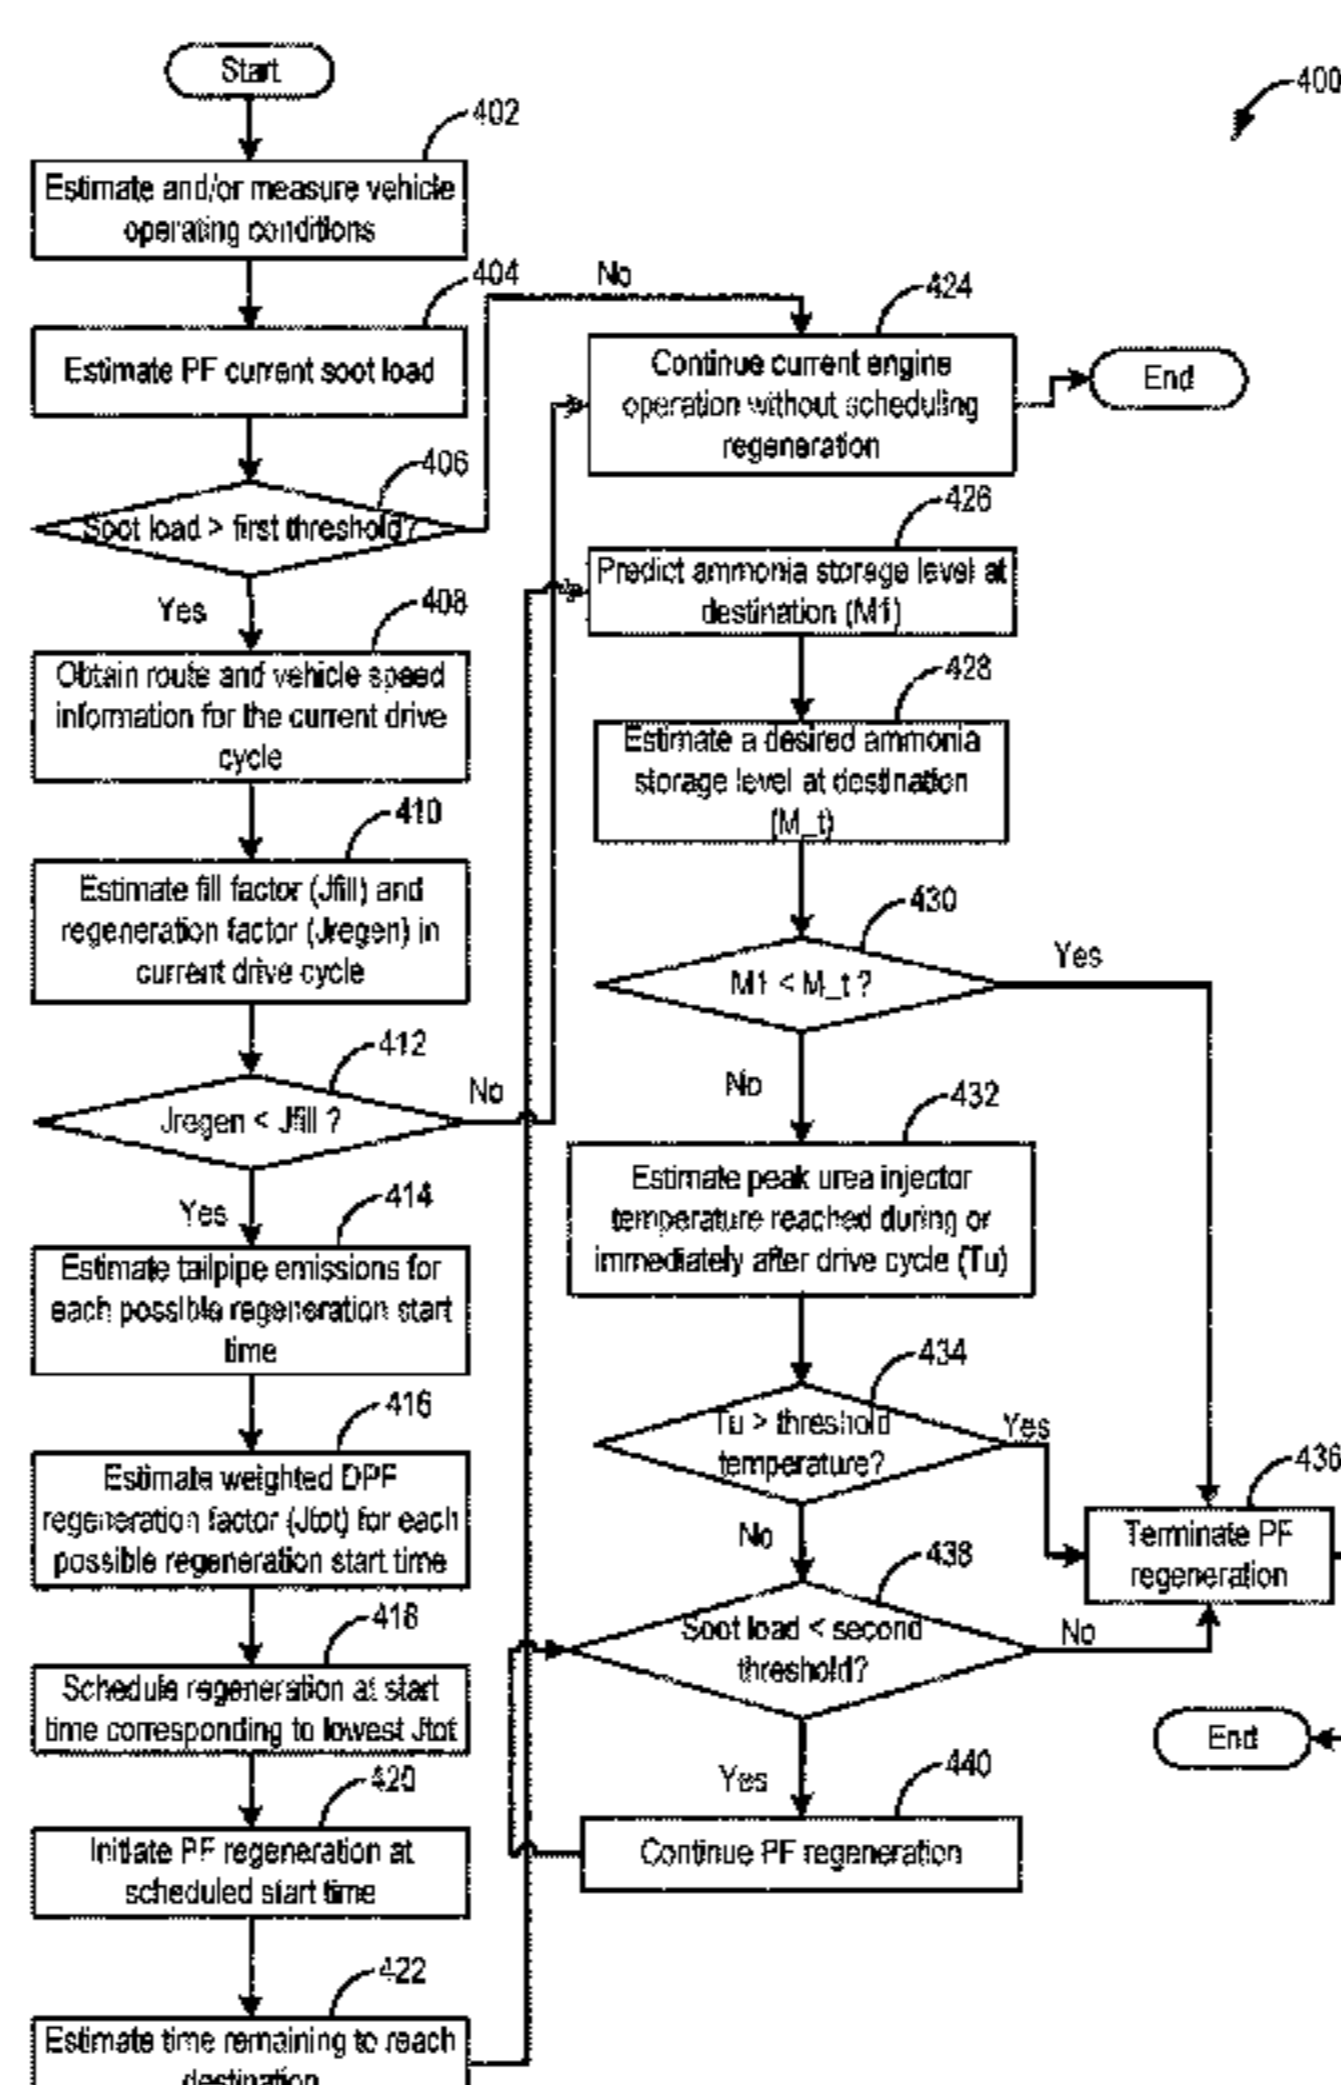 Start
400
402
Estimate and/or measure vehicle
operating conditions
404
Estimate PF current soot load
406
Soot load > first threshold?
No
Yes
408
Obtain route and vehicle speed
information for the current drive
cycle
410
Estimate fill factor (Jfill) and
regeneration factor (Jregen) in
current drive cycle
412
Jregen < Jfill ?
No
Yes
414
Estimate tailpipe emissions for
each possible regeneration start
time
416
Estimate weighted DPF
regeneration factor (Jtot) for each
possible regeneration start time
418
Schedule regeneration at start
time corresponding to lowest Jtot
420
Initiate PF regeneration at
scheduled start time
422
Estimate time remaining to reach
destination
424
Continue current engine
operation without scheduling
regeneration
End
426
Predict ammonia storage level at
destination (M1)
428
Estimate a desired ammonia
storage level at destination
(M_t)
430
M1 < M_t ?
Yes
No
432
Estimate peak urea injector
temperature reached during or
immediately after drive cycle (Tu)
434
Tu > threshold
temperature?
Yes
No
436
Terminate PF
regeneration
438
Soot load < second
threshold?
No
Yes
440
Continue PF regeneration
End